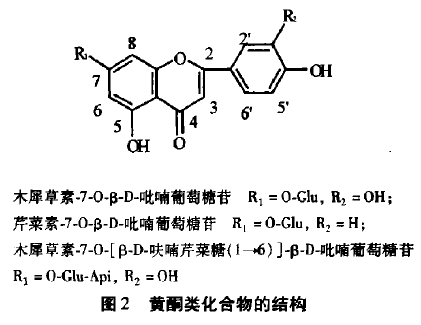 R₁
8
O
2
2'
R₂
OH
7
6
5
4
3
6'
5'
OH
O
木犀草素-7-O-β-D-吡喃葡萄糖苷 R₁ = O-Glu, R₂ = OH;
芹菜素-7-O-β-D-吡喃葡萄糖苷 R₁ = O-Glu, R₂ = H;
木犀草素-7-O-[β-D-呋喃芹菜糖(1→6)]-β-D-吡喃葡萄糖苷
R₁ = O-Glu-Api, R₂ = OH
图2 黄酮类化合物的结构